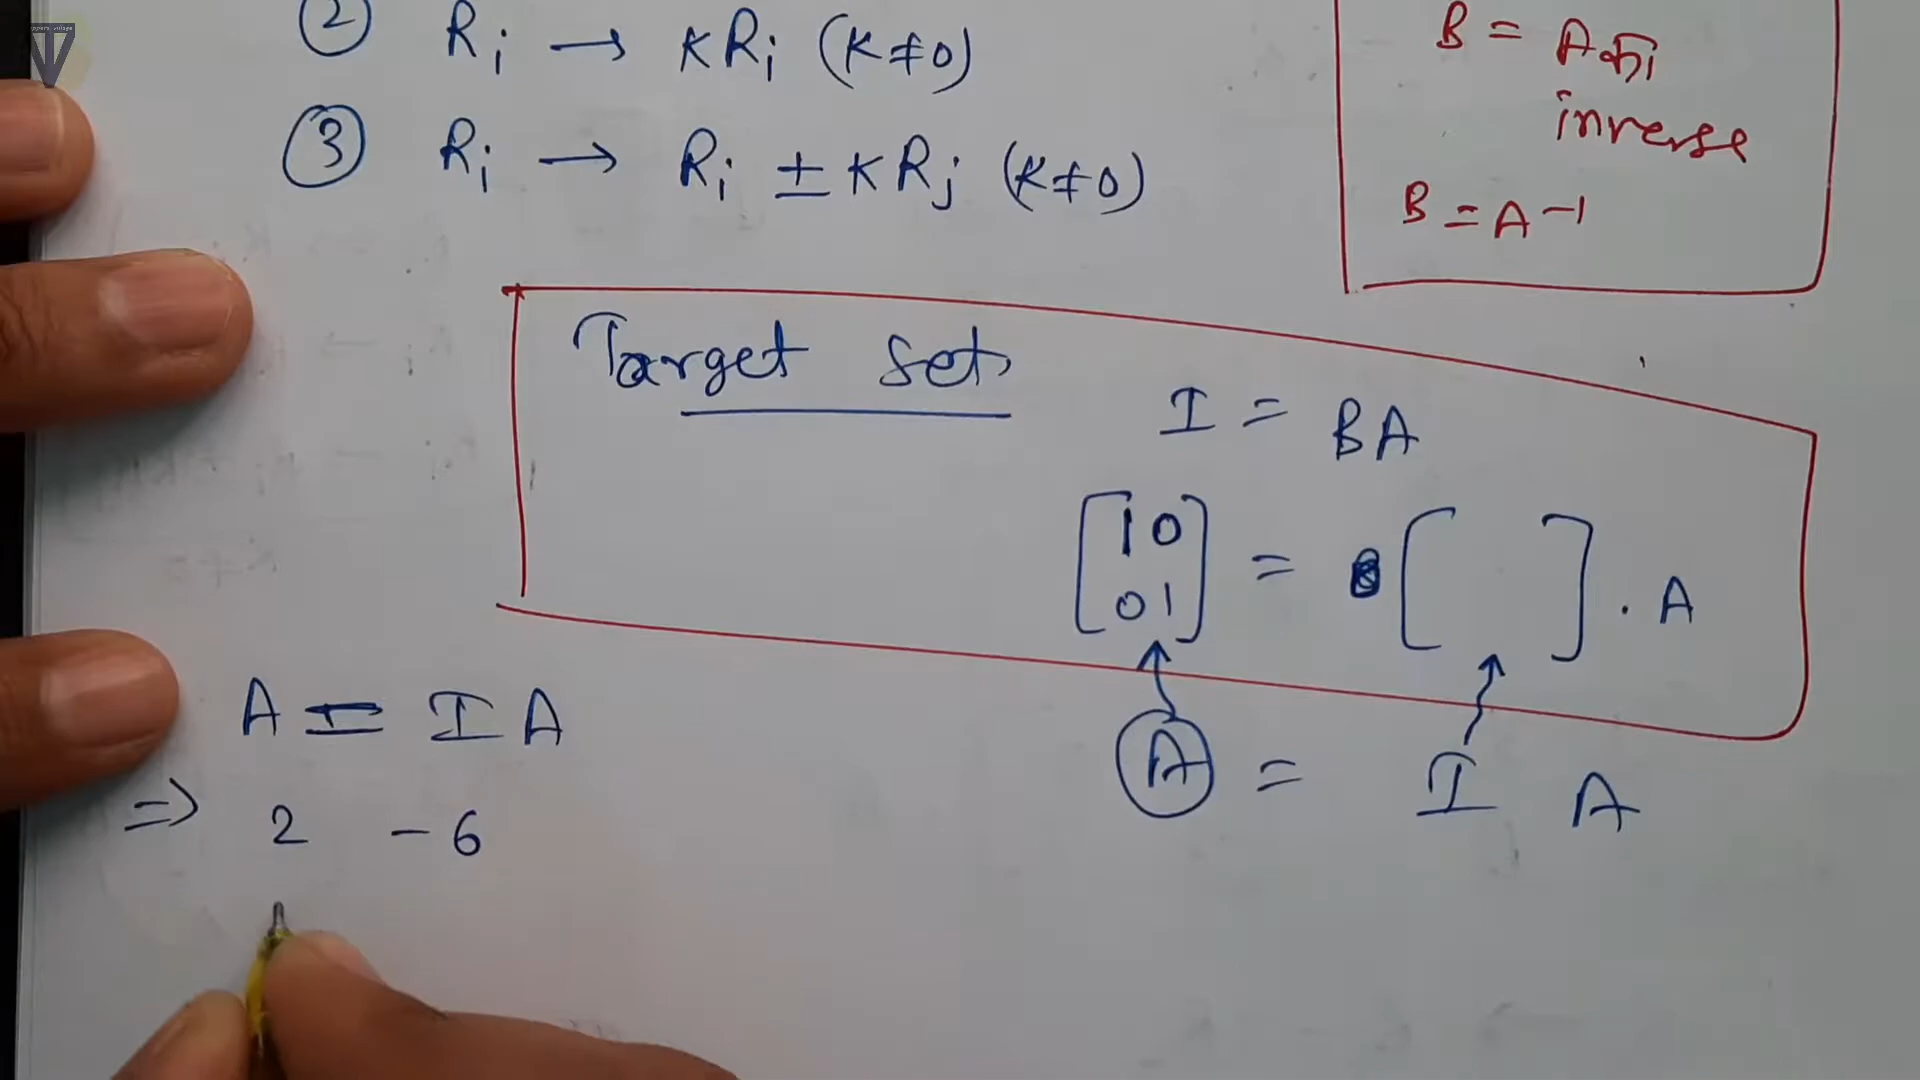 ② Ri → KRi (K≠0)
③ Ri → Ri ± KRj (K≠0)
B = A का
inverse
B = A⁻¹
Target set
I = BA
[1 0
0 1] = [ ] . A
A = I A
A = I A
⇒ 2 -6